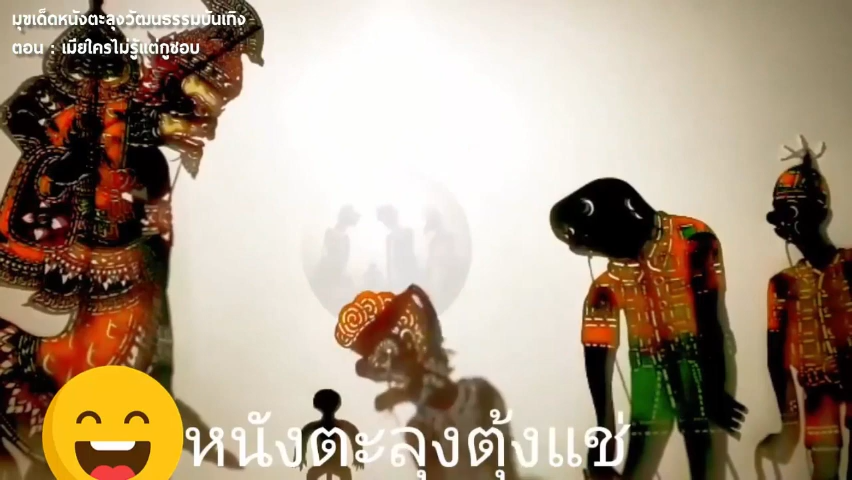 มุขเด็ดหนังตะลุงวัฒนธรรมบันเทิง
ตอน : เมียใครไม่รู้แต่กูชอบ
หนังตะลุงตุ้งแช่